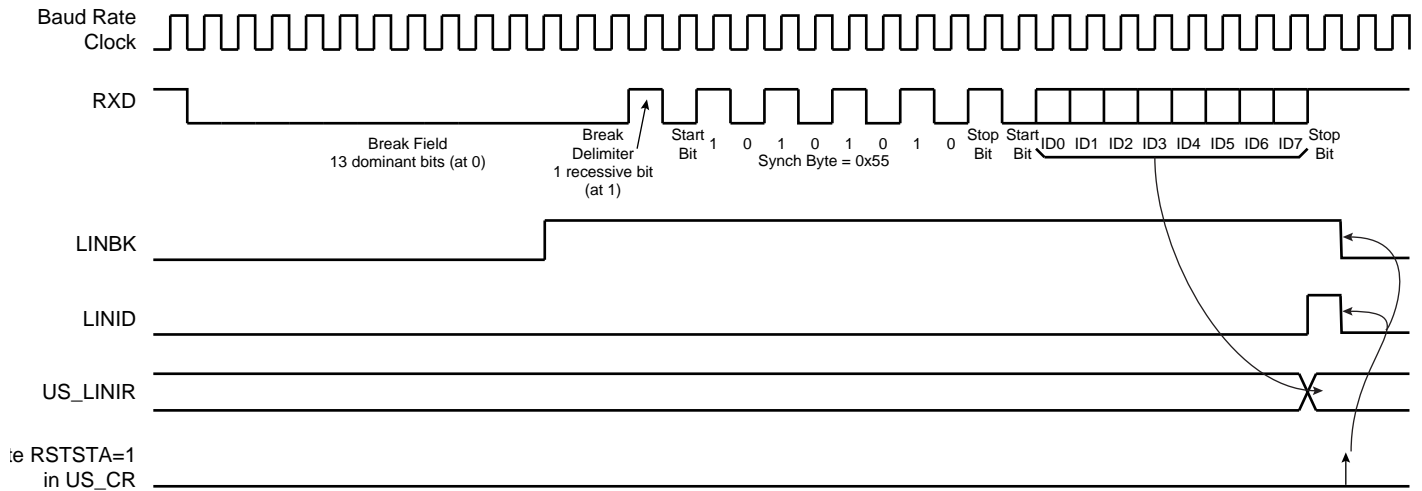 Baud Rate
Clock
RXD
Break Field
13 dominant bits (at 0)
Break
Delimiter
1 recessive bit
(at 1)
Start
Bit
1 0 1 0 1 0 1 0
Synch Byte = 0x55
Stop
Bit
Start
Bit
ID0 ID1 ID2 ID3 ID4 ID5 ID6 ID7
Stop
Bit
LINBK
LINID
US_LINIR
te RSTSTA=1
in US_CR